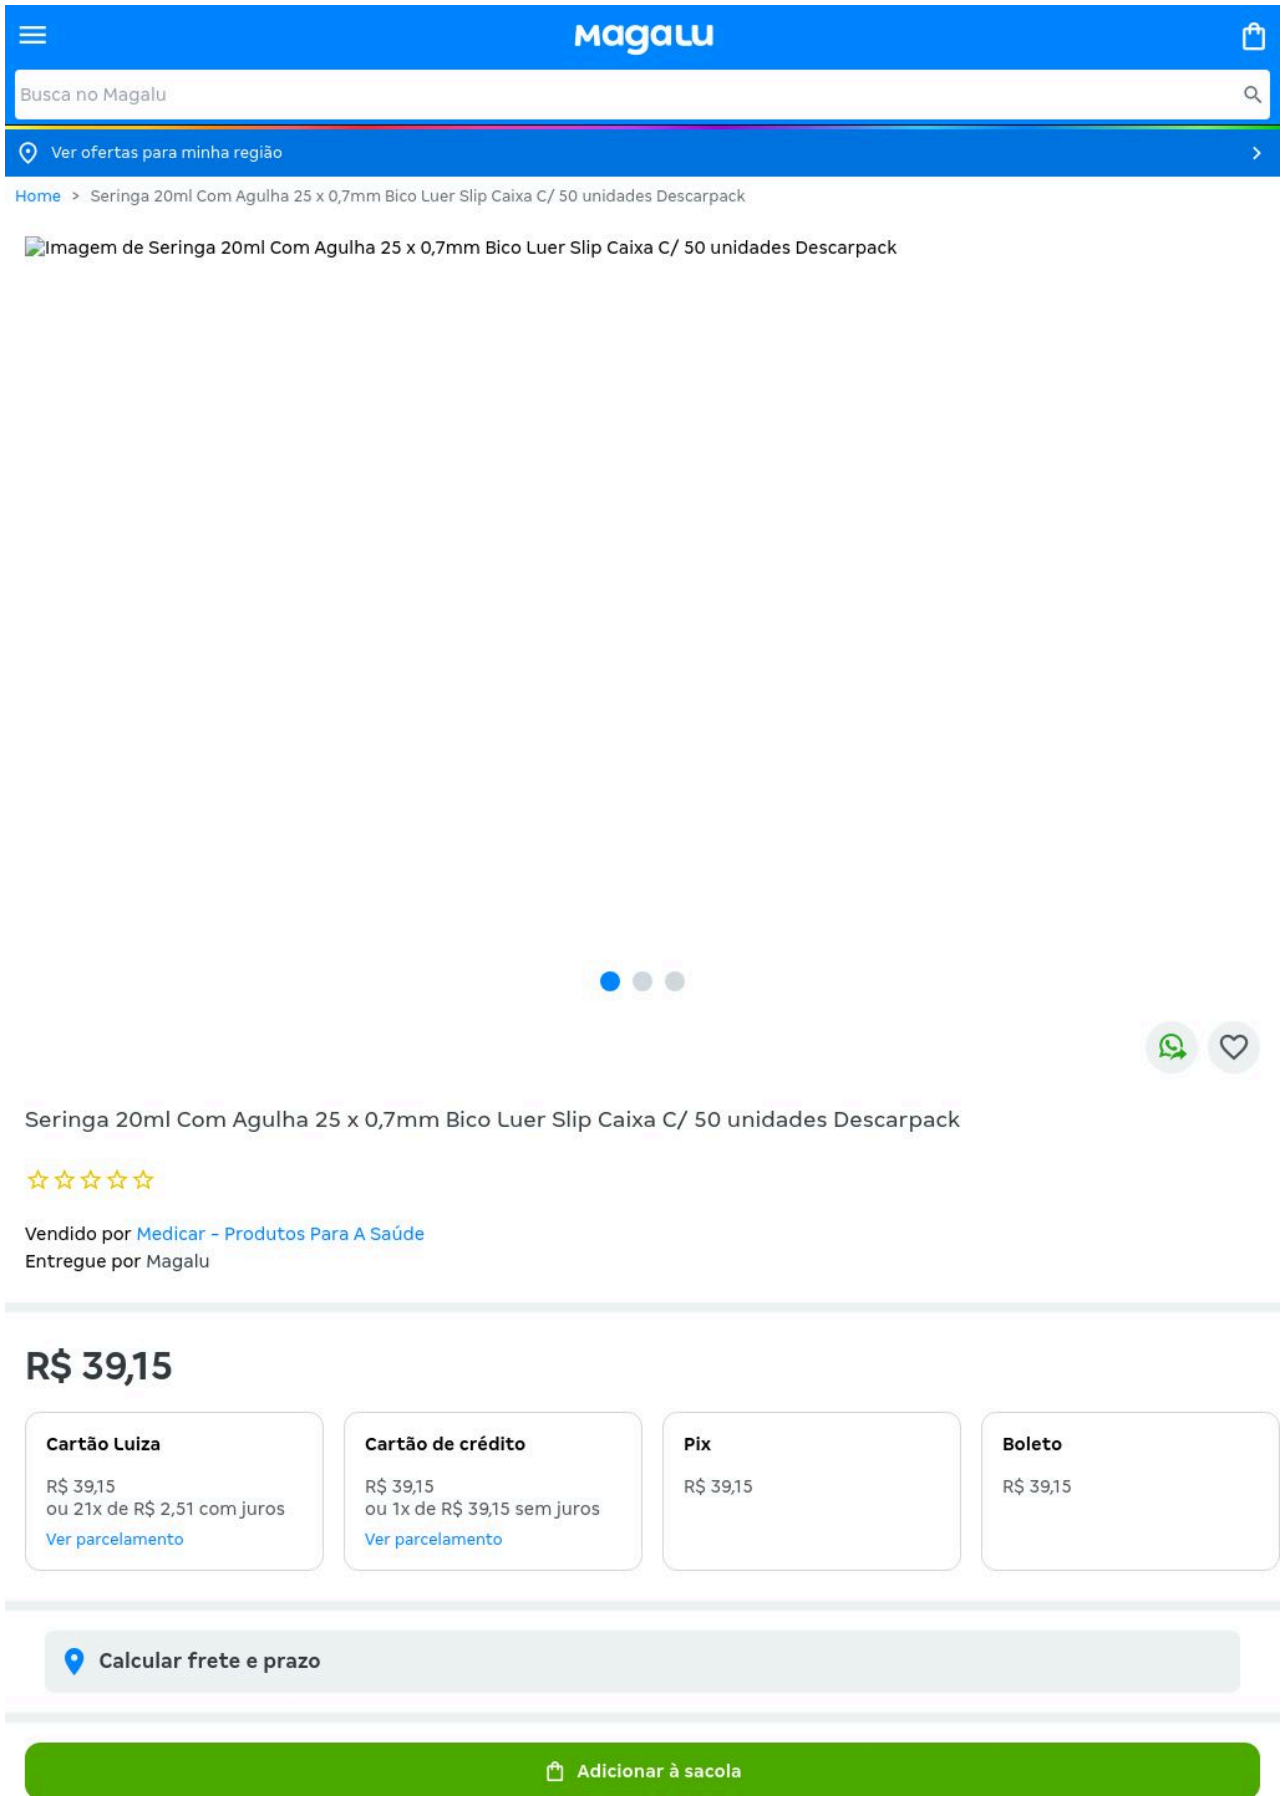 Magalu
Busca no Magalu
Ver ofertas para minha região
Home > Seringa 20ml Com Agulha 25 x 0,7mm Bico Luer Slip Caixa C/ 50 unidades Descarpack
Imagem de Seringa 20ml Com Agulha 25 x 0,7mm Bico Luer Slip Caixa C/ 50 unidades Descarpack
Seringa 20ml Com Agulha 25 x 0,7mm Bico Luer Slip Caixa C/ 50 unidades Descarpack
Vendido por Medicar - Produtos Para A Saúde
Entregue por Magalu
R$ 39,15
Cartão Luiza
R$ 39,15
ou 21x de R$ 2,51 com juros
Ver parcelamento
Cartão de crédito
R$ 39,15
ou 1x de R$ 39,15 sem juros
Ver parcelamento
Pix
R$ 39,15
Boleto
R$ 39,15
Calcular frete e prazo
Adicionar à sacola